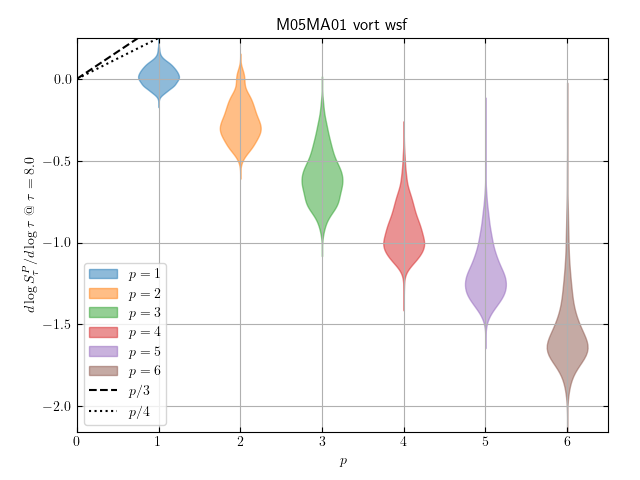 M05MA01 vort wsf
d log S_τ^P / d log τ @ τ = 8.0
0.0
−0.5
−1.0
−1.5
−2.0
p = 1
p = 2
p = 3
p = 4
p = 5
p = 6
p/3
p/4
0 1 2 3 4 5 6
p